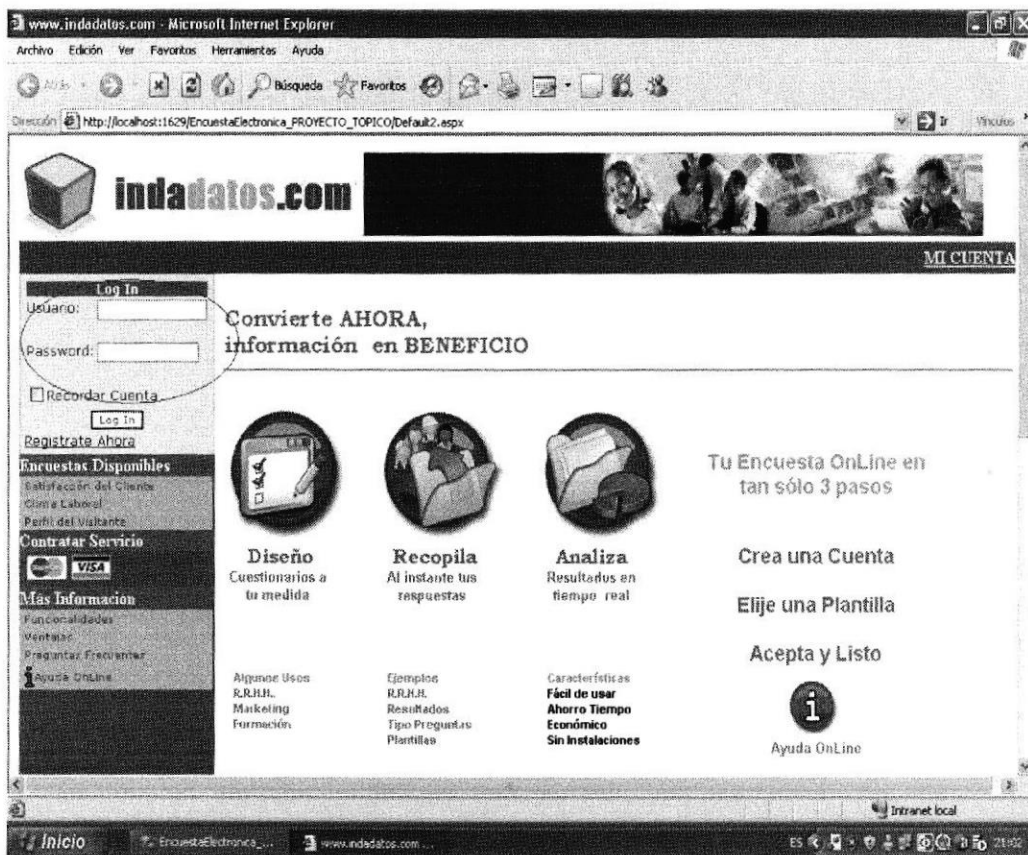 www.indadatos.com - Microsoft Internet Explorer
Archivo Edición Ver Favoritos Herramientas Ayuda
Atrás Búsqueda Favoritos
Dirección http://localhost:1629/EncuestaElectronica_PROYECTO_TOPICO/Default2.aspx Ir Vínculos
indadatos.com
MI CUENTA
Log In
Usuario:
Password:
Recordar Cuenta
Log In
Registrate Ahora
Encuestas Disponibles
Satisfacción del Cliente
Clima Laboral
Perfil del Visitante
Contratar Servicio
MasterCard VISA
Mas Información
Funcionalidades
Ventajas
Preguntas Frecuentes
Ayuda OnLine
Convierte AHORA,
información en BENEFICIO
Diseño
Cuestionarios a
tu medida
Recopila
Al instante tus
respuestas
Analiza
Resultados en
tiempo real
Algunos Usos
R.R.H.H.
Marketing
Formación
Ejemplos
R.R.H.H.
Resultados
Tipo Preguntas
Plantillas
Características
Fácil de usar
Ahorro Tiempo
Económico
Sin Instalaciones
Tu Encuesta OnLine en
tan sólo 3 pasos
Crea una Cuenta
Elije una Plantilla
Acepta y Listo
Ayuda OnLine
Intranet local
Inicio EncuestaElectronica_... www.indadatos.com ... ES 21:02